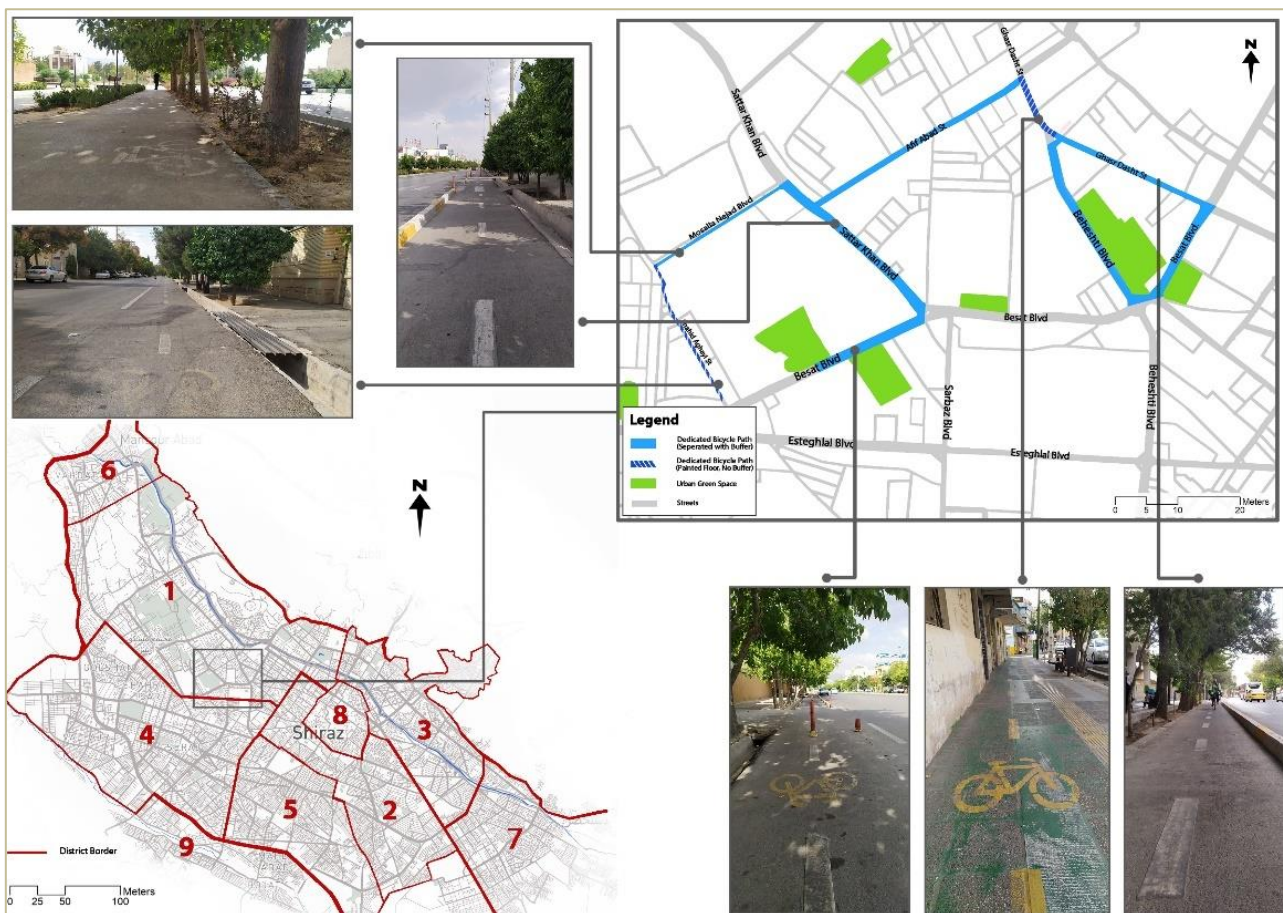 N
Ghasr Dasht St
Sattar Khan Blvd
Afif Abad St
Ghasr Dasht St
Mosalla Nejad Blvd
Sattar Khan Blvd
Beheshti Blvd
Besat Blvd
Besat Blvd
Besat Blvd
Sarbaz Blvd
Beheshti Blvd
Esteghlal Blvd
Esteghlal Blvd
Legend
Dedicated Bicycle Path
(Seperated with Buffer)
Dedicated Bicycle Path
(Painted Floor. No Buffer)
Urban Green Space
Streets
0 5 10 20
Meters
N
6
1
4
8
3
Shiraz
5
2
7
9
District Border
Meters
0 25 50 100